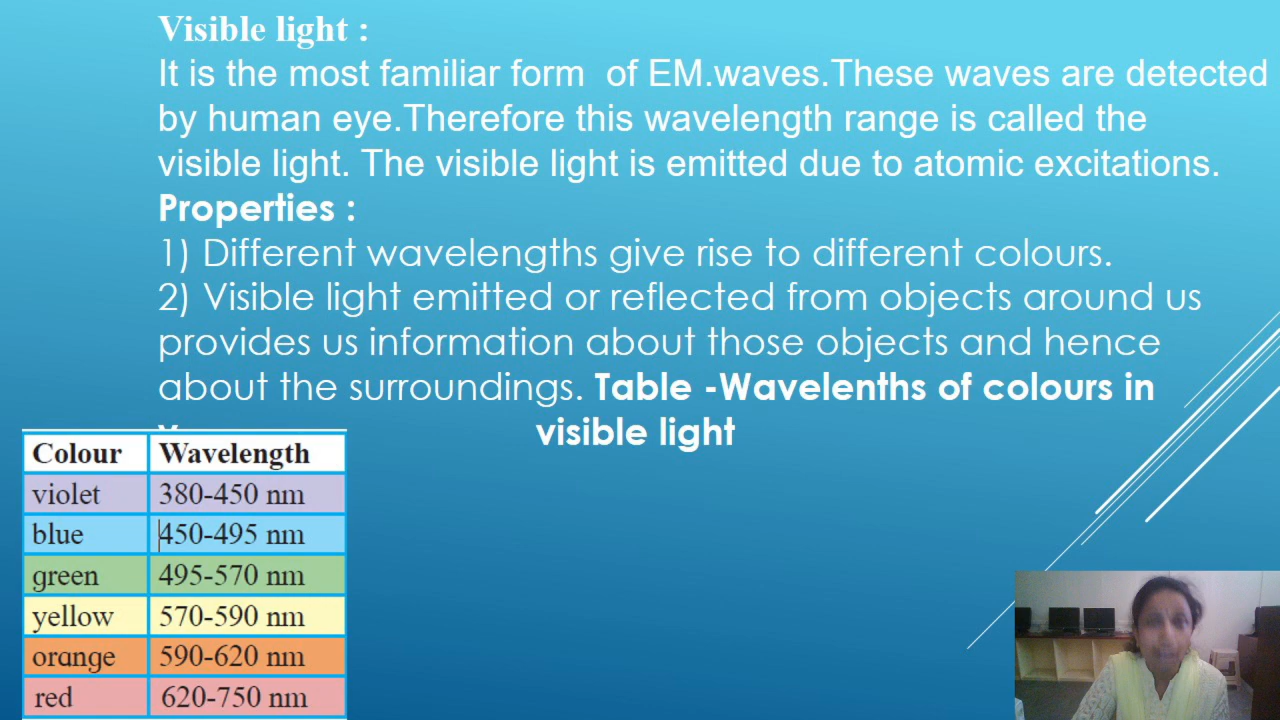 Visible light :
It is the most familiar form of EM.waves.These waves are detected
by human eye.Therefore this wavelength range is called the
visible light. The visible light is emitted due to atomic excitations.
Properties :
1) Different wavelengths give rise to different colours.
2) Visible light emitted or reflected from objects around us
provides us information about those objects and hence
about the surroundings. Table -Wavelenths of colours in
visible light
Colour Wavelength
violet 380-450 nm
blue 450-495 nm
green 495-570 nm
yellow 570-590 nm
orange 590-620 nm
red 620-750 nm